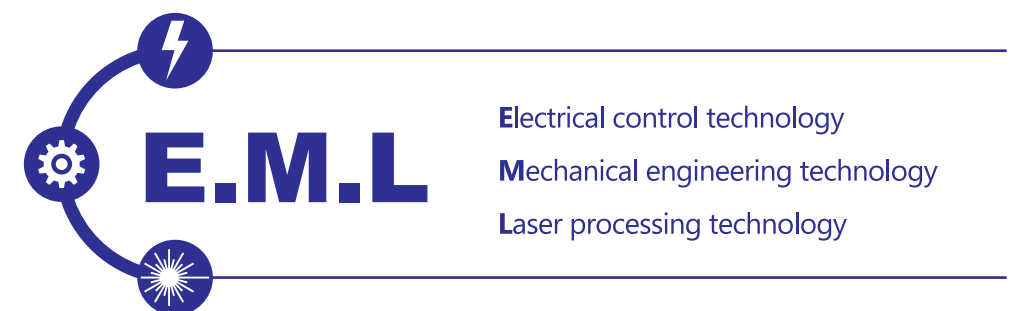 E.M.L
Electrical control technology
Mechanical engineering technology
Laser processing technology